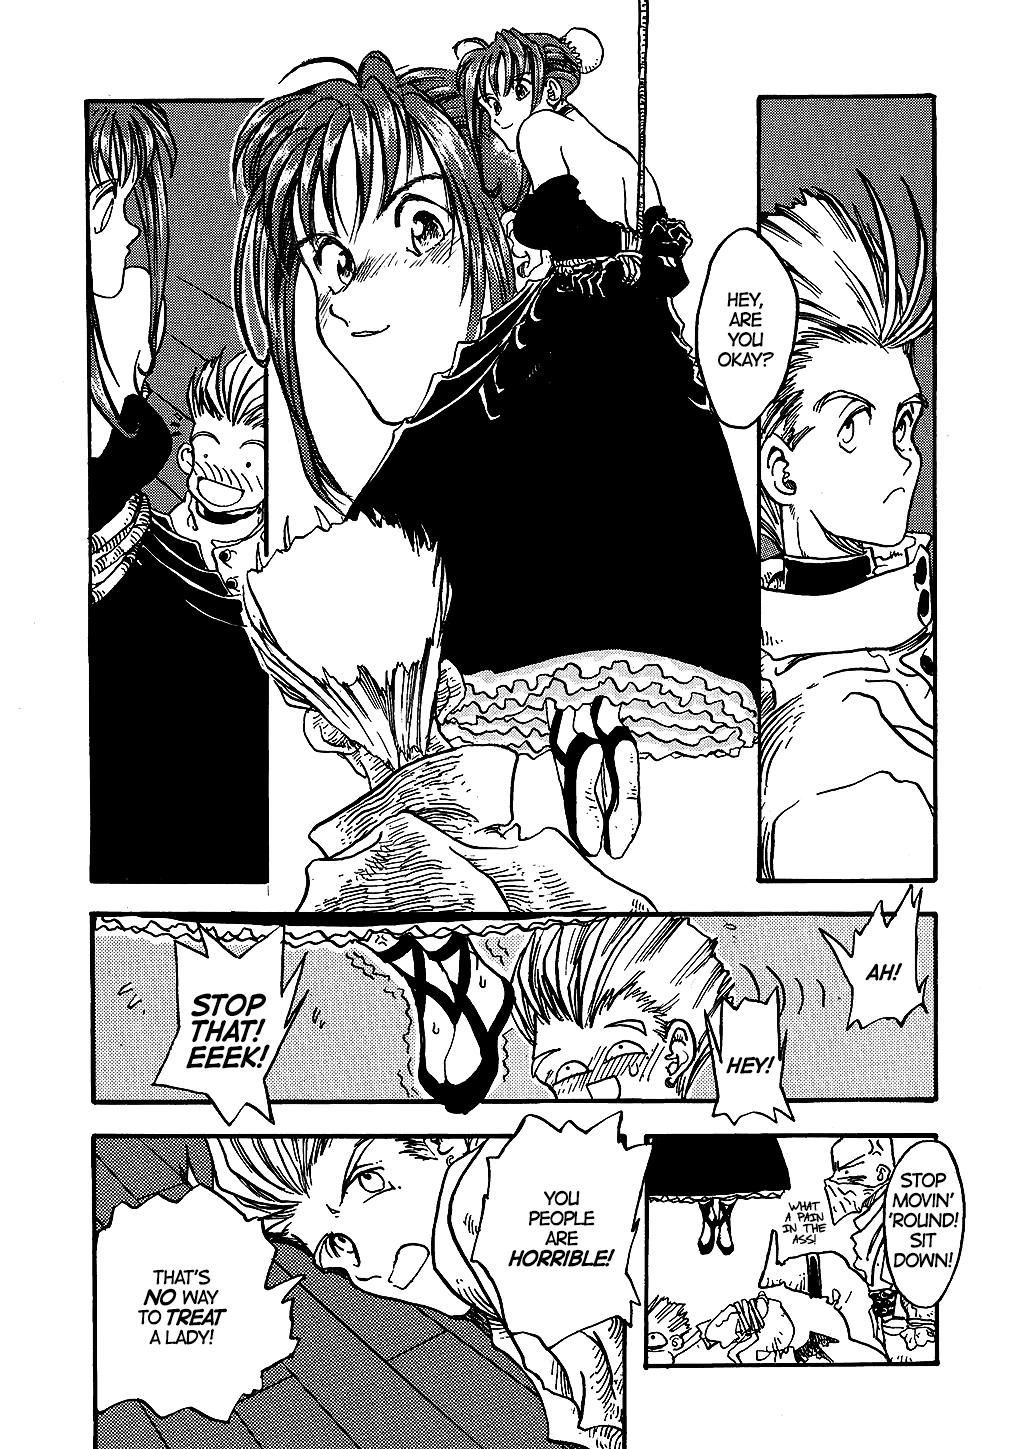 HEY,
ARE
YOU
OKAY?
AH!
HEY!
STOP
THAT!
EEEK!
STOP
MOVIN'
'ROUND!
SIT
DOWN!
WHAT
A PAIN
IN THE
ASS!
YOU
PEOPLE
ARE
HORRIBLE!
THAT'S
NO WAY
TO TREAT
A LADY!